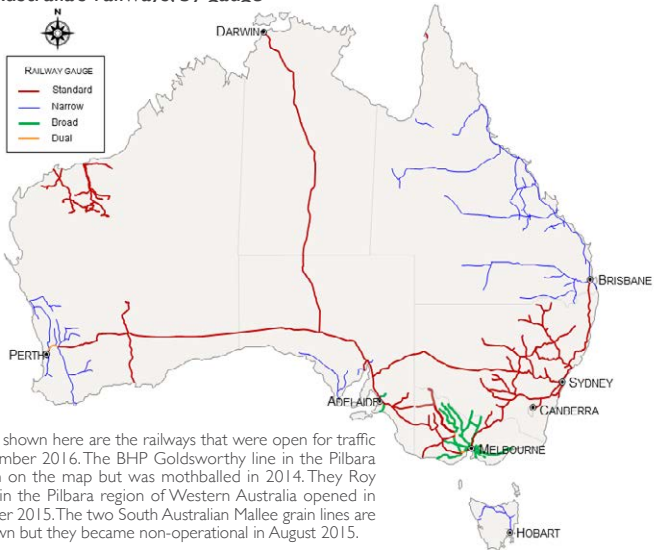 DARWIN
RAILWAY GAUGE
Standard
Narrow
Broad
Dual
BRISBANE
PERTH
SYDNEY
ADELAIDE
CANBERRA
MELBOURNE
shown here are the railways that were open for traffic
mber 2016. The BHP Goldsworthy line in the Pilbara
on the map but was mothballed in 2014. They Roy
in the Pilbara region of Western Australia opened in
er 2015. The two South Australian Mallee grain lines are
wn but they became non-operational in August 2015.
HOBART